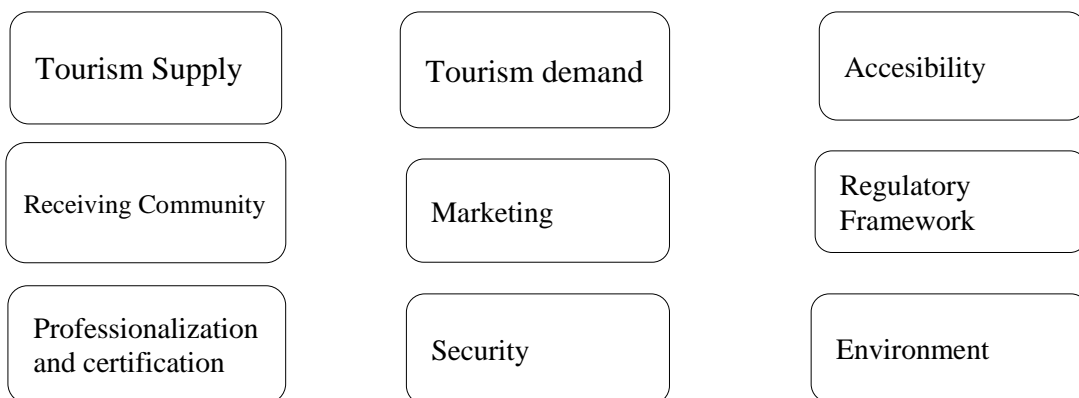 Tourism Supply
Tourism demand
Accesibility
Receiving Community
Marketing
Regulatory
Framework
Professionalization
and certification
Security
Environment